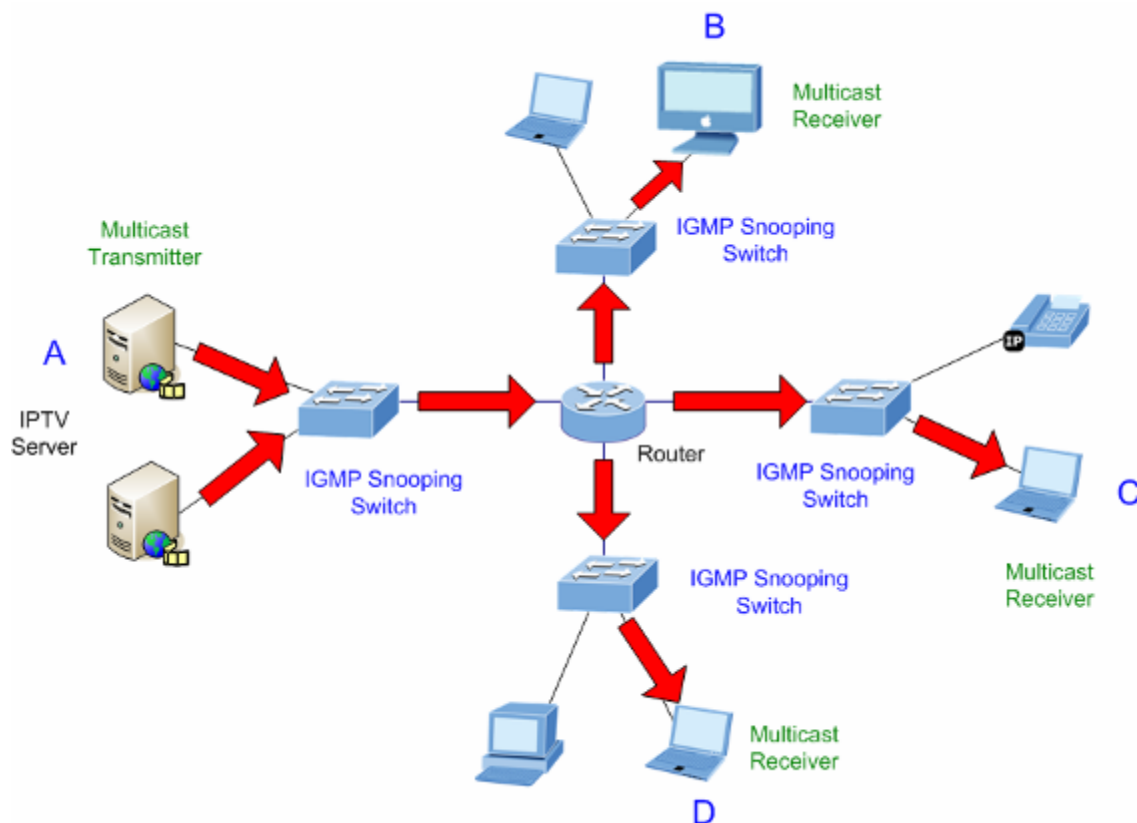 B
Multicast
Receiver
IGMP Snooping
Switch
Multicast
Transmitter
A
IPTV
Server
IGMP Snooping
Switch
Router
IP
IGMP Snooping
Switch
C
Multicast
Receiver
IGMP Snooping
Switch
Multicast
Receiver
D